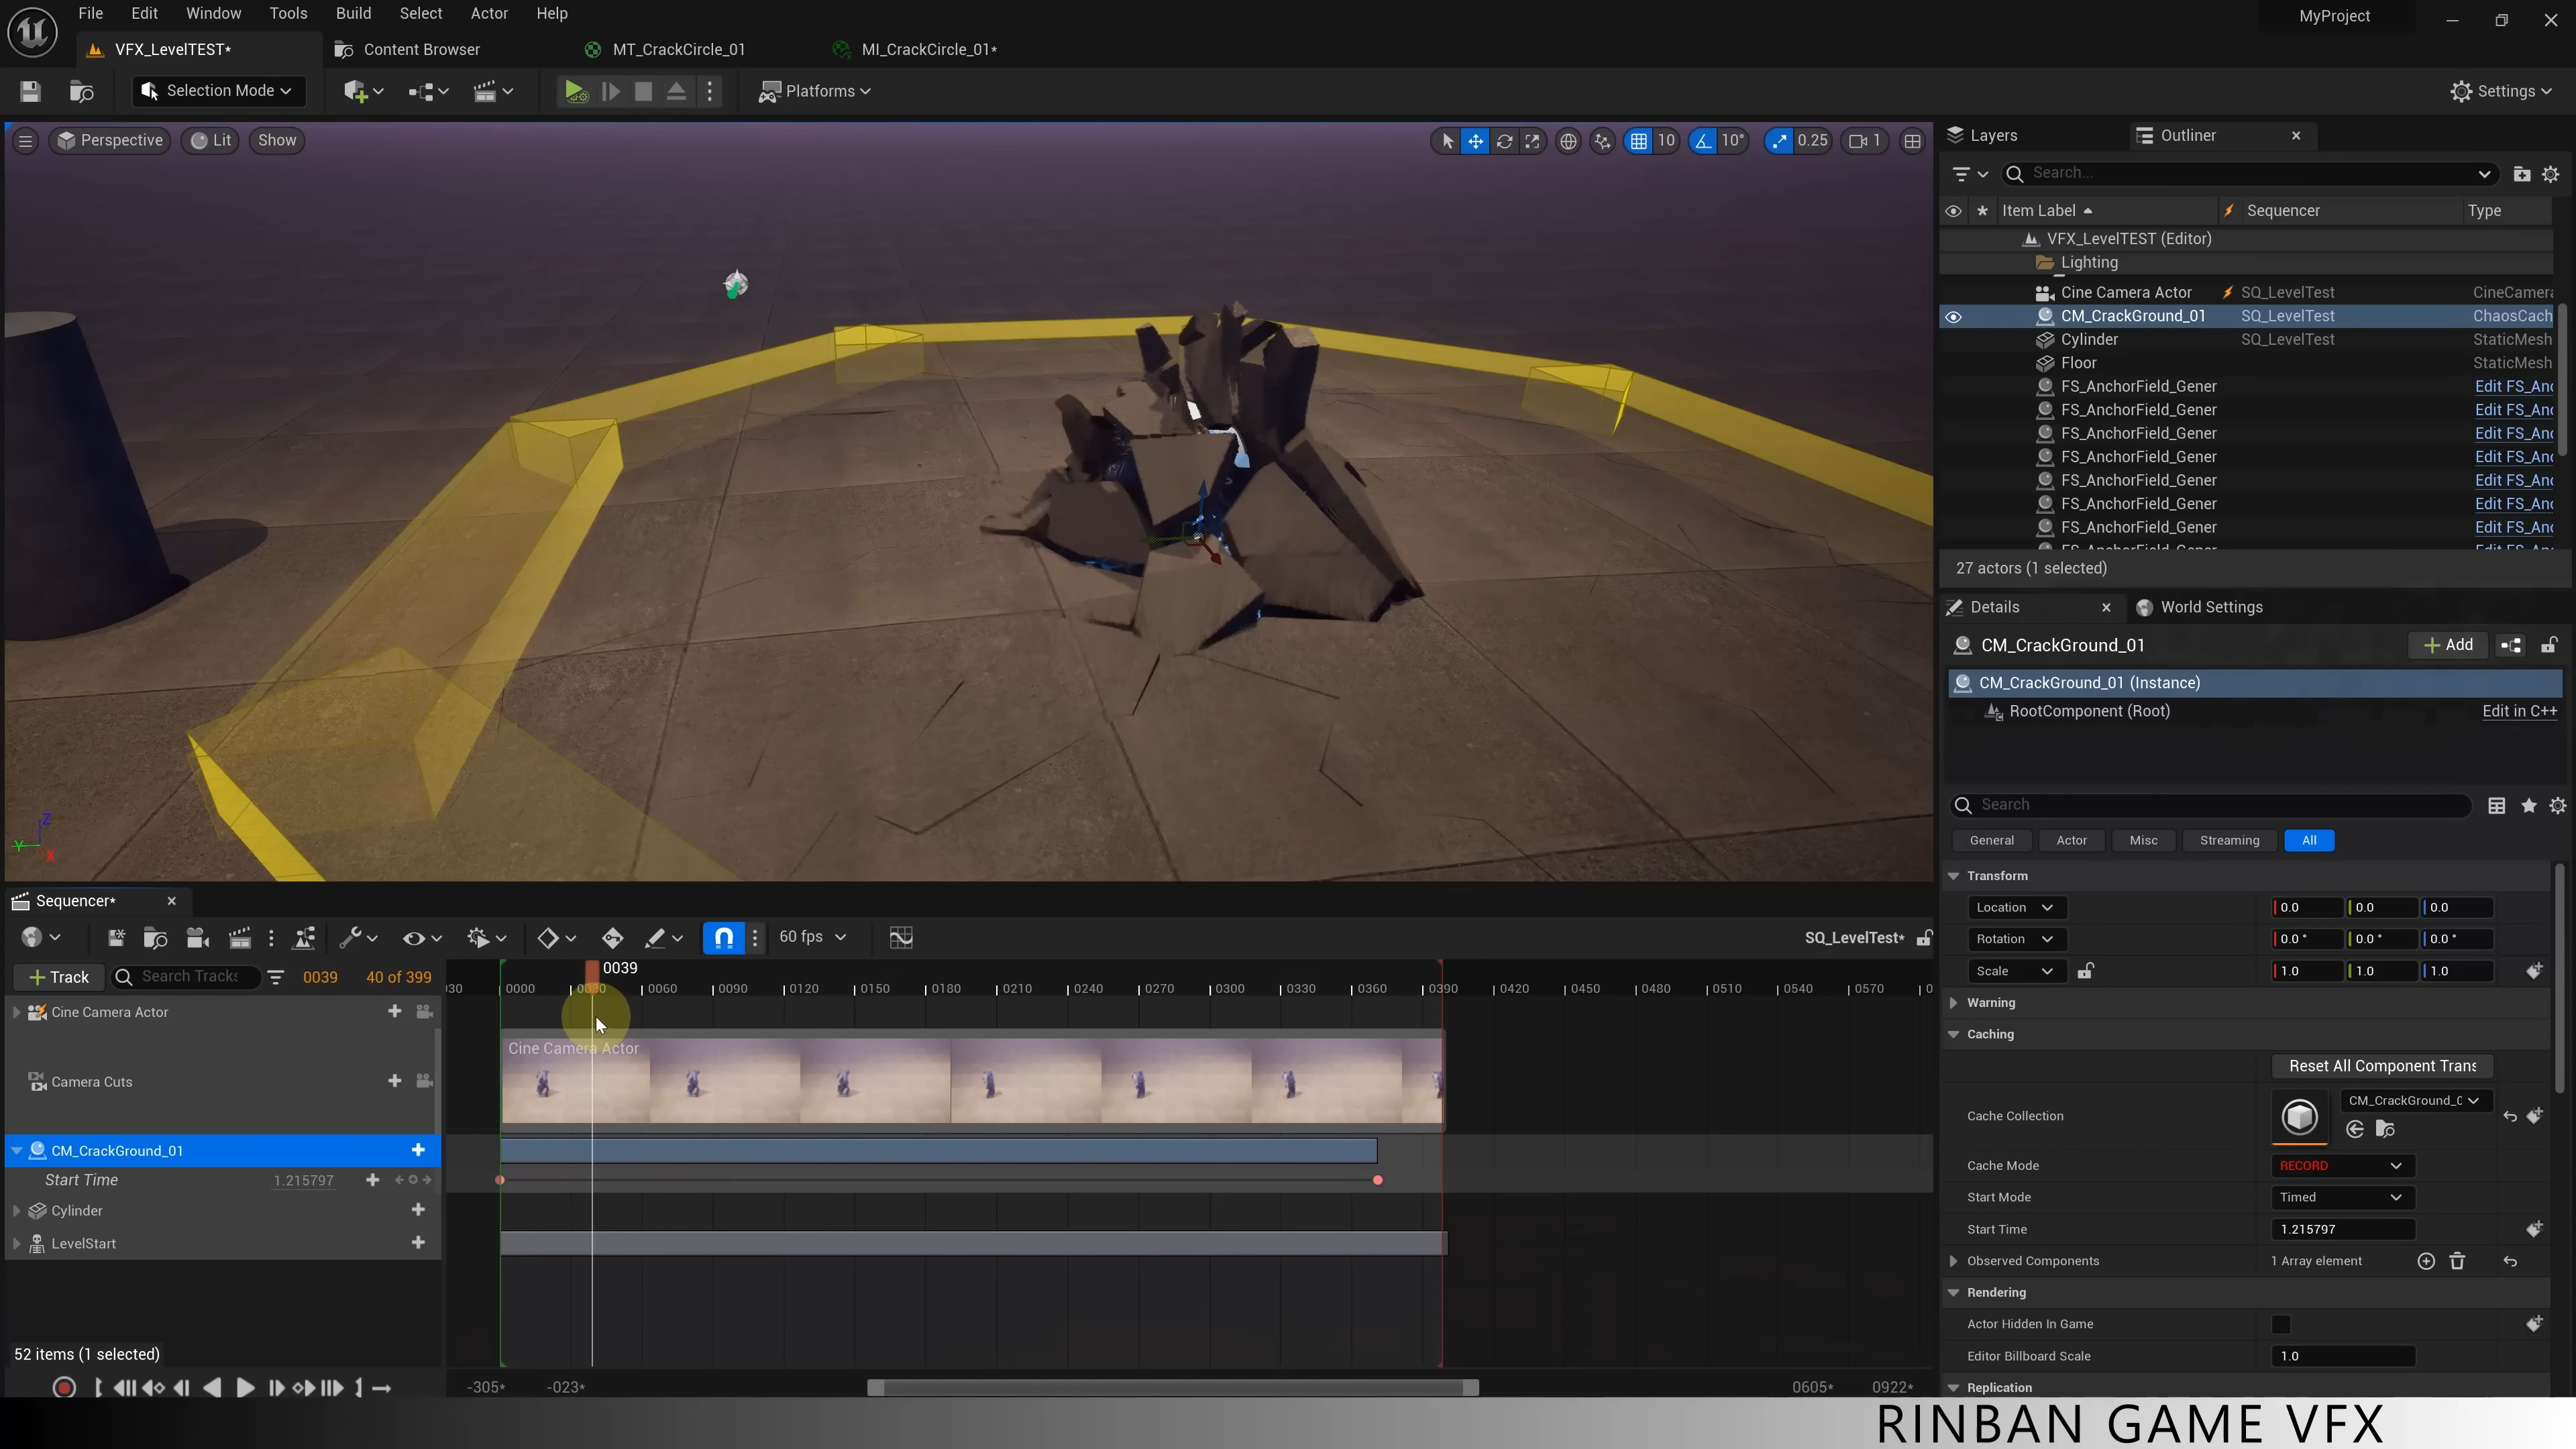 File Edit Window Tools Build Select Actor Help
MyProject
VFX_LevelTEST*
Content Browser
MT_CrackCircle_01
MI_CrackCircle_01*
Selection Mode
Platforms
Settings
Perspective
Lit
Show
10
10°
0.25
1
Layers
Outliner
Search...
Item Label
Sequencer
Type
VFX_LevelTEST (Editor)
Lighting
Cine Camera Actor SQ_LevelTest CineCamera
CM_CrackGround_01 SQ_LevelTest ChaosCach
Cylinder SQ_LevelTest StaticMesh
Floor StaticMesh
FS_AnchorField_Gener Edit FS_Anc
FS_AnchorField_Gener Edit FS_Anc
FS_AnchorField_Gener Edit FS_Anc
FS_AnchorField_Gener Edit FS_Anc
FS_AnchorField_Gener Edit FS_Anc
FS_AnchorField_Gener Edit FS_Anc
FS_AnchorField_Gener Edit FS_Anc
27 actors (1 selected)
Details
World Settings
CM_CrackGround_01
Add
CM_CrackGround_01 (Instance)
RootComponent (Root) Edit in C++
Search
General Actor Misc Streaming All
Transform
Location 0.0 0.0 0.0
Rotation 0.0 ° 0.0 ° 0.0 °
Scale 1.0 1.0 1.0
Warning
Caching
Reset All Component Trans
Cache Collection CM_CrackGround_0
Cache Mode RECORD
Start Mode Timed
Start Time 1.215797
Observed Components 1 Array element
Rendering
Actor Hidden In Game
Editor Billboard Scale 1.0
Replication
Z
Y
X
Sequencer*
60 fps
SQ_LevelTest*
Track
Search Tracks
0039
40 of 399
0039
030 0000 0030 0060 0090 0120 0150 0180 0210 0240 0270 0300 0330 0360 0390 0420 0450 0480 0510 0540 0570 0
Cine Camera Actor
Cine Camera Actor
Camera Cuts
CM_CrackGround_01
Start Time 1.215797
Cylinder
LevelStart
52 items (1 selected)
-305* -023* 0605* 0922*
RINBAN GAME VFX